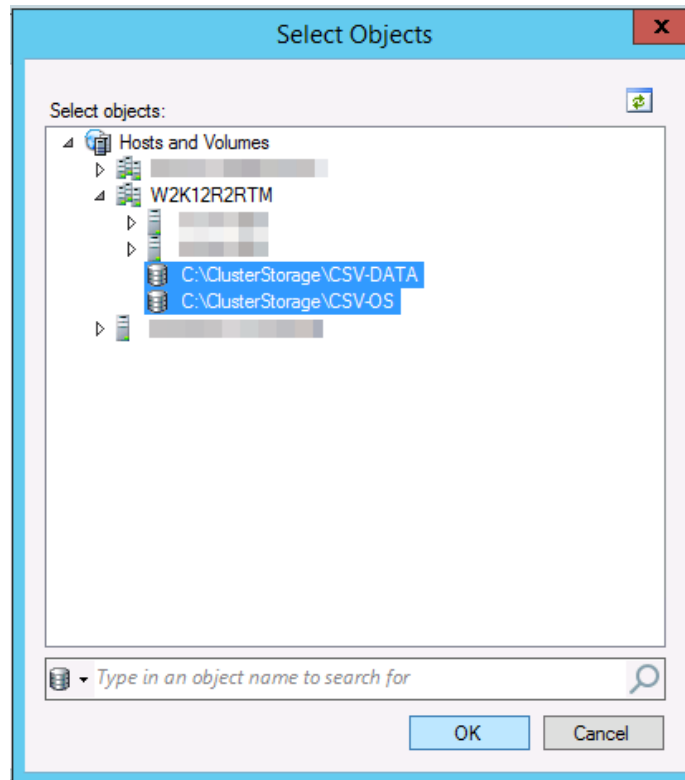 Select Objects
x
Select objects:
Hosts and Volumes
W2K12R2RTM
C:\ClusterStorage\CSV-DATA
C:\ClusterStorage\CSV-OS
Type in an object name to search for
OK Cancel